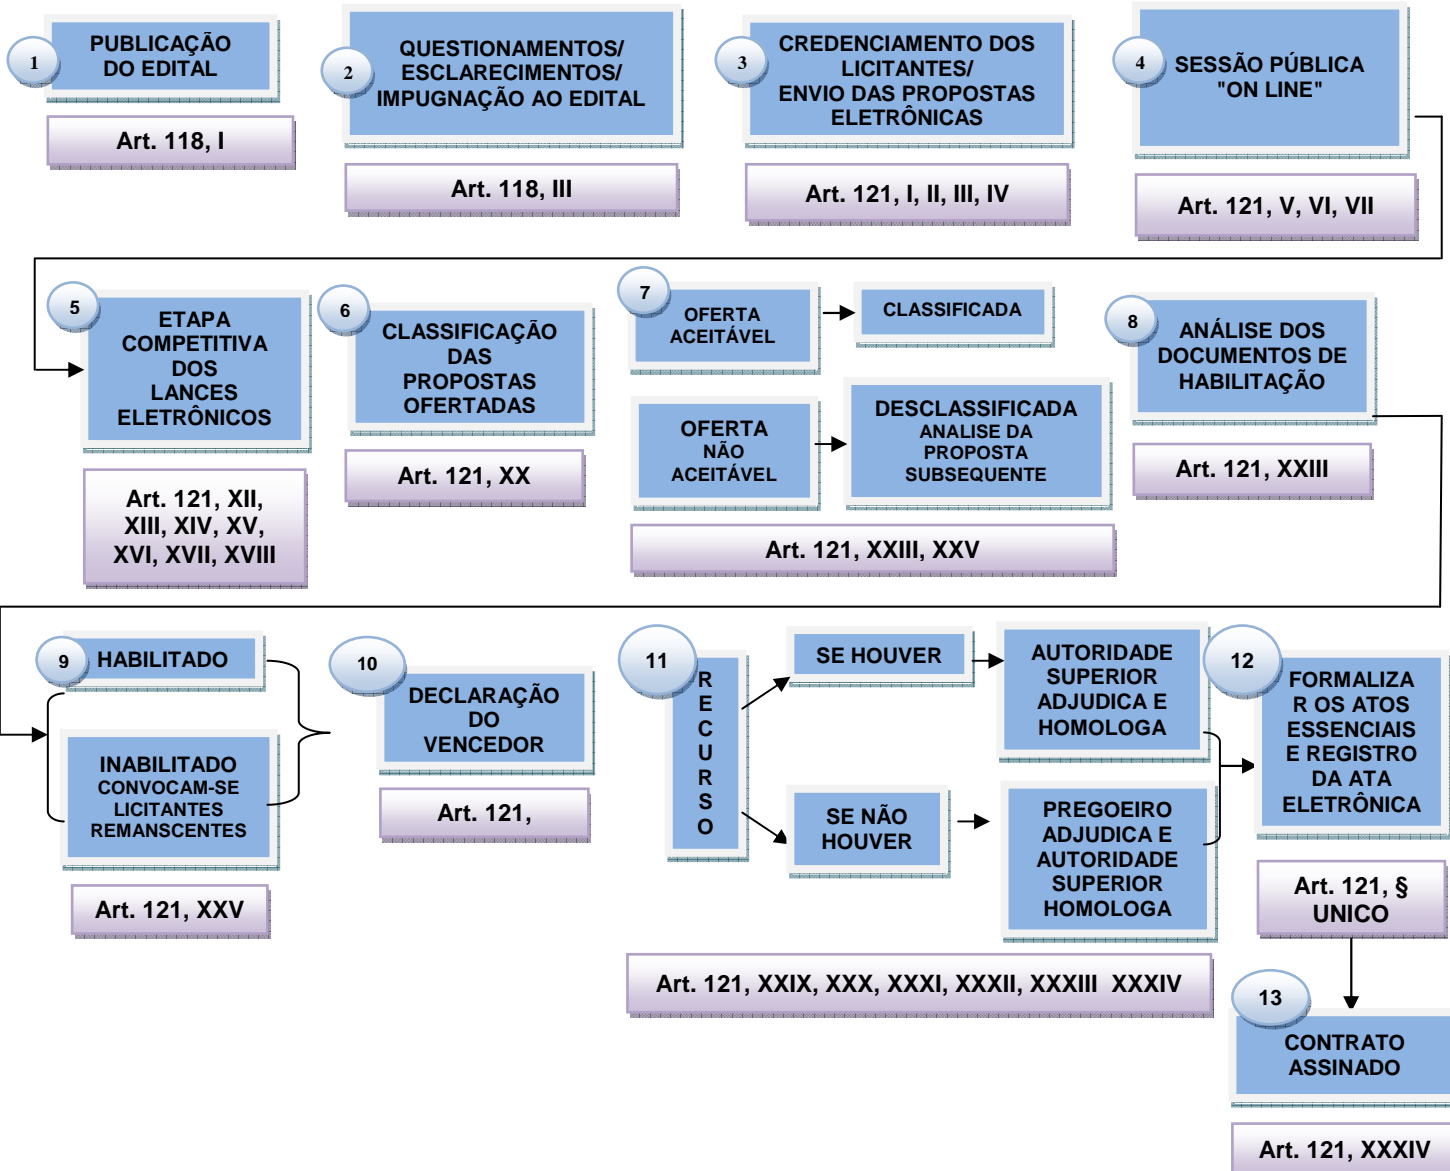 1
PUBLICAÇÃO
DO EDITAL
Art. 118, I
2
QUESTIONAMENTOS/
ESCLARECIMENTOS/
IMPUGNAÇÃO AO EDITAL
Art. 118, III
3
CREDENCIAMENTO DOS
LICITANTES/
ENVIO DAS PROPOSTAS
ELETRÔNICAS
Art. 121, I, II, III, IV
4
SESSÃO PÚBLICA
"ON LINE"
Art. 121, V, VI, VII
5
ETAPA
COMPETITIVA
DOS
LANCES
ELETRÔNICOS
Art. 121, XII,
XIII, XIV, XV,
XVI, XVII, XVIII
6
CLASSIFICAÇÃO
DAS
PROPOSTAS
OFERTADAS
Art. 121, XX
7
OFERTA
ACEITÁVEL
CLASSIFICADA
OFERTA
NÃO
ACEITÁVEL
DESCLASSIFICADA
ANALISE DA
PROPOSTA
SUBSEQUENTE
Art. 121, XXIII, XXV
8
ANÁLISE DOS
DOCUMENTOS DE
HABILITAÇÃO
Art. 121, XXIII
9
HABILITADO
INABILITADO
CONVOCAM-SE
LICITANTES
REMANSCENTES
Art. 121, XXV
10
DECLARAÇÃO
DO
VENCEDOR
Art. 121,
11
R
E
C
U
R
S
O
SE HOUVER
AUTORIDADE
SUPERIOR
ADJUDICA E
HOMOLOGA
SE NÃO
HOUVER
PREGOEIRO
ADJUDICA E
AUTORIDADE
SUPERIOR
HOMOLOGA
Art. 121, XXIX, XXX, XXXI, XXXII, XXXIII XXXIV
12
FORMALIZA
R OS ATOS
ESSENCIAIS
E REGISTRO
DA ATA
ELETRÔNICA
Art. 121, §
UNICO
13
CONTRATO
ASSINADO
Art. 121, XXXIV